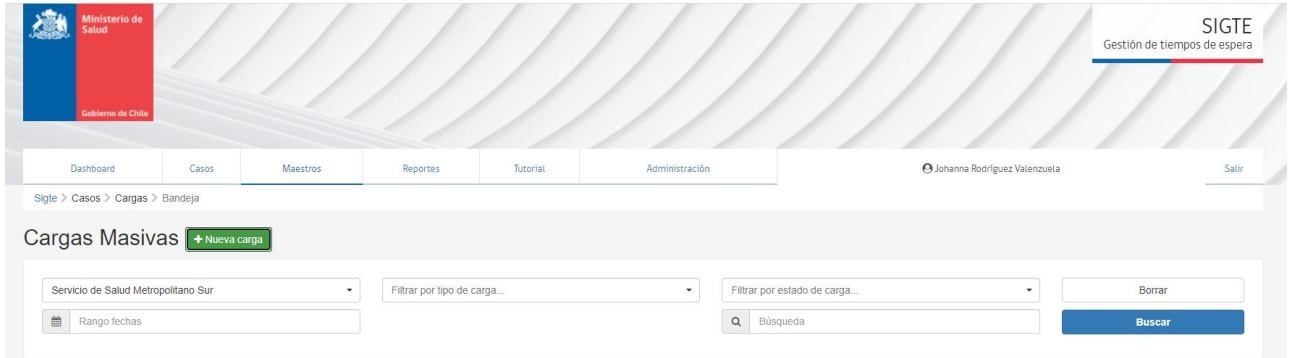 Ministerio de
Salud
Gobierno de Chile
SIGTE
Gestión de tiempos de espera
Dashboard Casos Maestros Reportes Tutorial Administración Johanna Rodríguez Valenzuela Salir
Sigte > Casos > Cargas > Bandeja
Cargas Masivas + Nueva carga
Servicio de Salud Metropolitano Sur Filtrar por tipo de carga... Filtrar por estado de carga... Borrar
Rango fechas Búsqueda Buscar